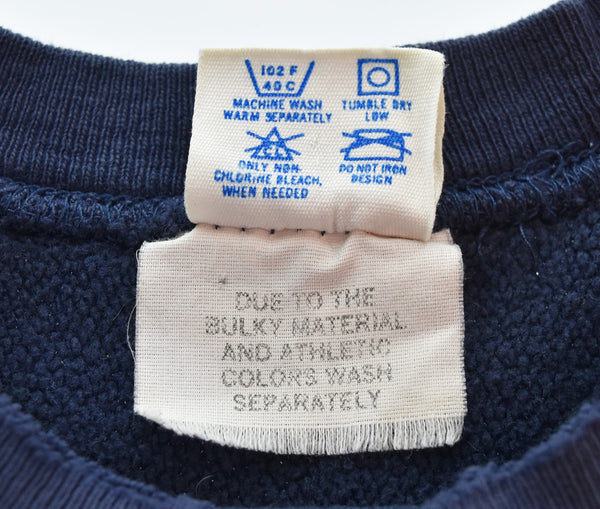 102 F
40 C
MACHINE WASH
WARM SEPARATELY
TUMBLE DRY
LOW
CL
ONLY NON-
CHLORINE BLEACH,
WHEN NEEDED
DO NOT IRON
DESIGN
DUE TO THE
BULKY MATERIAL
AND ATHLETIC
COLORS WASH
SEPARATELY